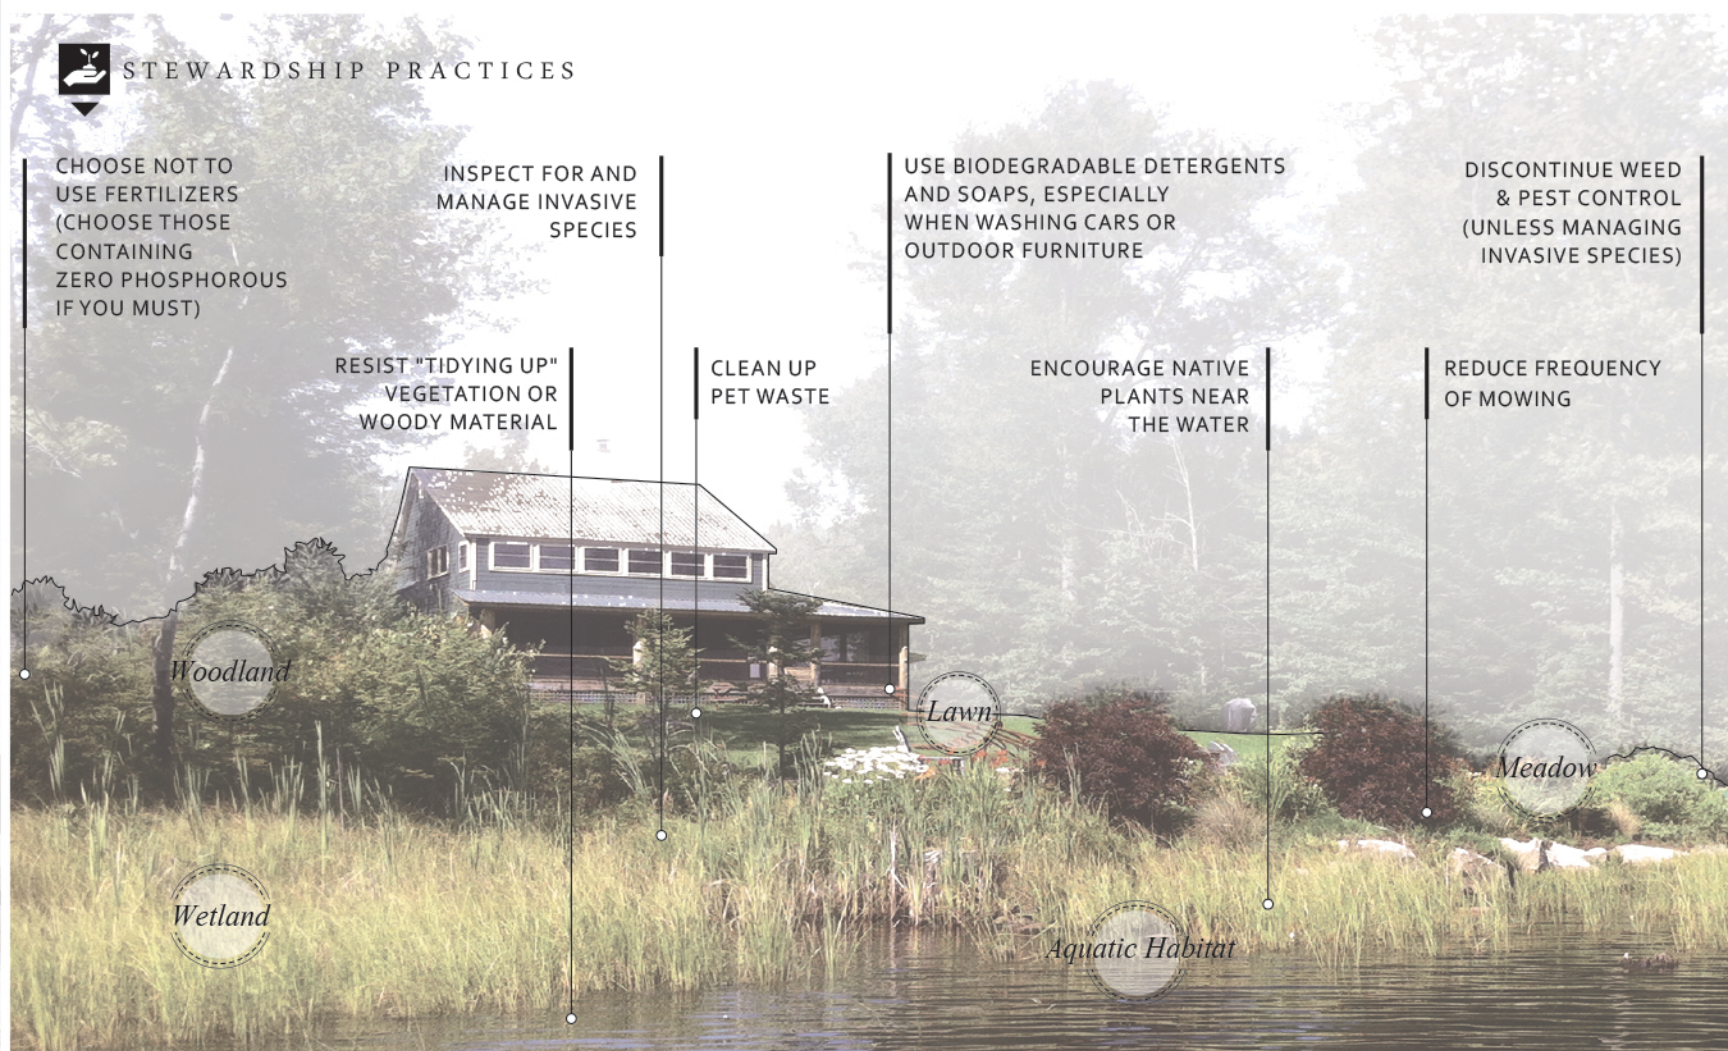 STEWARDSHIP PRACTICES
CHOOSE NOT TO
USE FERTILIZERS
(CHOOSE THOSE
CONTAINING
ZERO PHOSPHOROUS
IF YOU MUST)
INSPECT FOR AND
MANAGE INVASIVE
SPECIES
USE BIODEGRADABLE DETERGENTS
AND SOAPS, ESPECIALLY
WHEN WASHING CARS OR
OUTDOOR FURNITURE
DISCONTINUE WEED
& PEST CONTROL
(UNLESS MANAGING
INVASIVE SPECIES)
RESIST "TIDYING UP"
VEGETATION OR
WOODY MATERIAL
CLEAN UP
PET WASTE
ENCOURAGE NATIVE
PLANTS NEAR
THE WATER
REDUCE FREQUENCY
OF MOWING
Woodland
Lawn
Meadow
Wetland
Aquatic Habitat